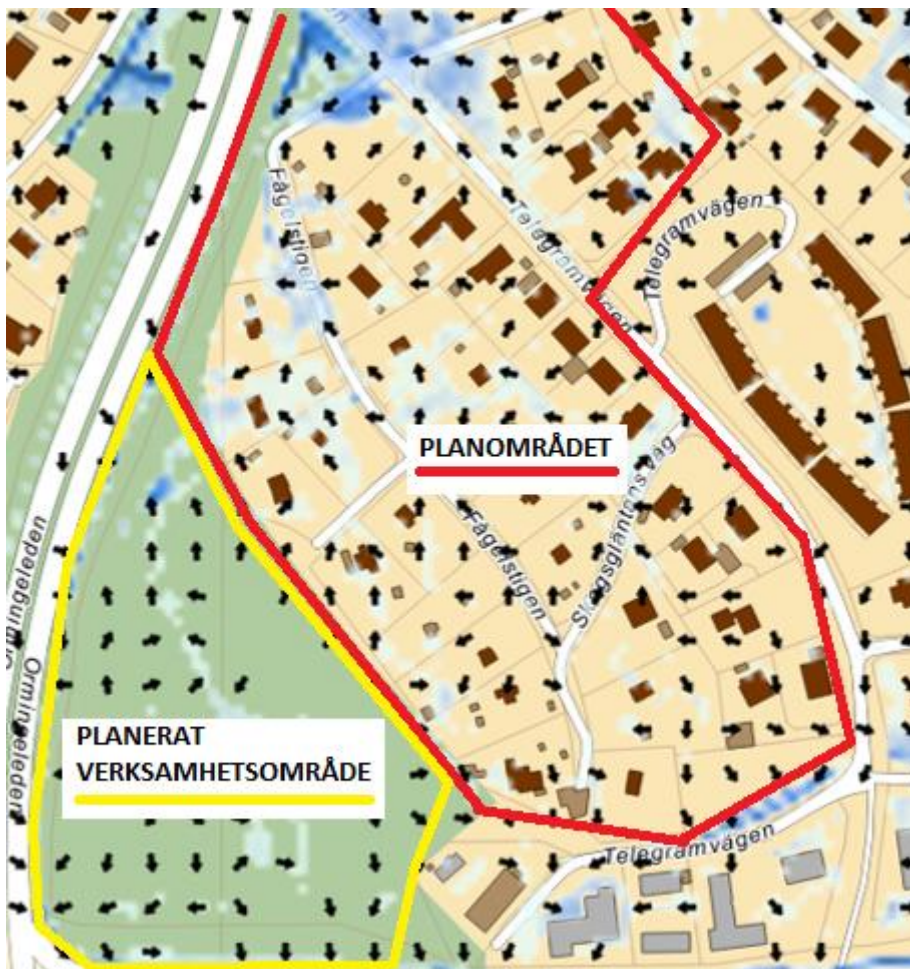 Fågelstigen
Telegramvägen
Telegramvägen
PLANOMRÅDET
Skogsgläntans väg
Fågelstigen
Ormingeleden
Ormingeleden
PLANERAT
VERKSAMHETSOMRÅDE
Telegramvägen